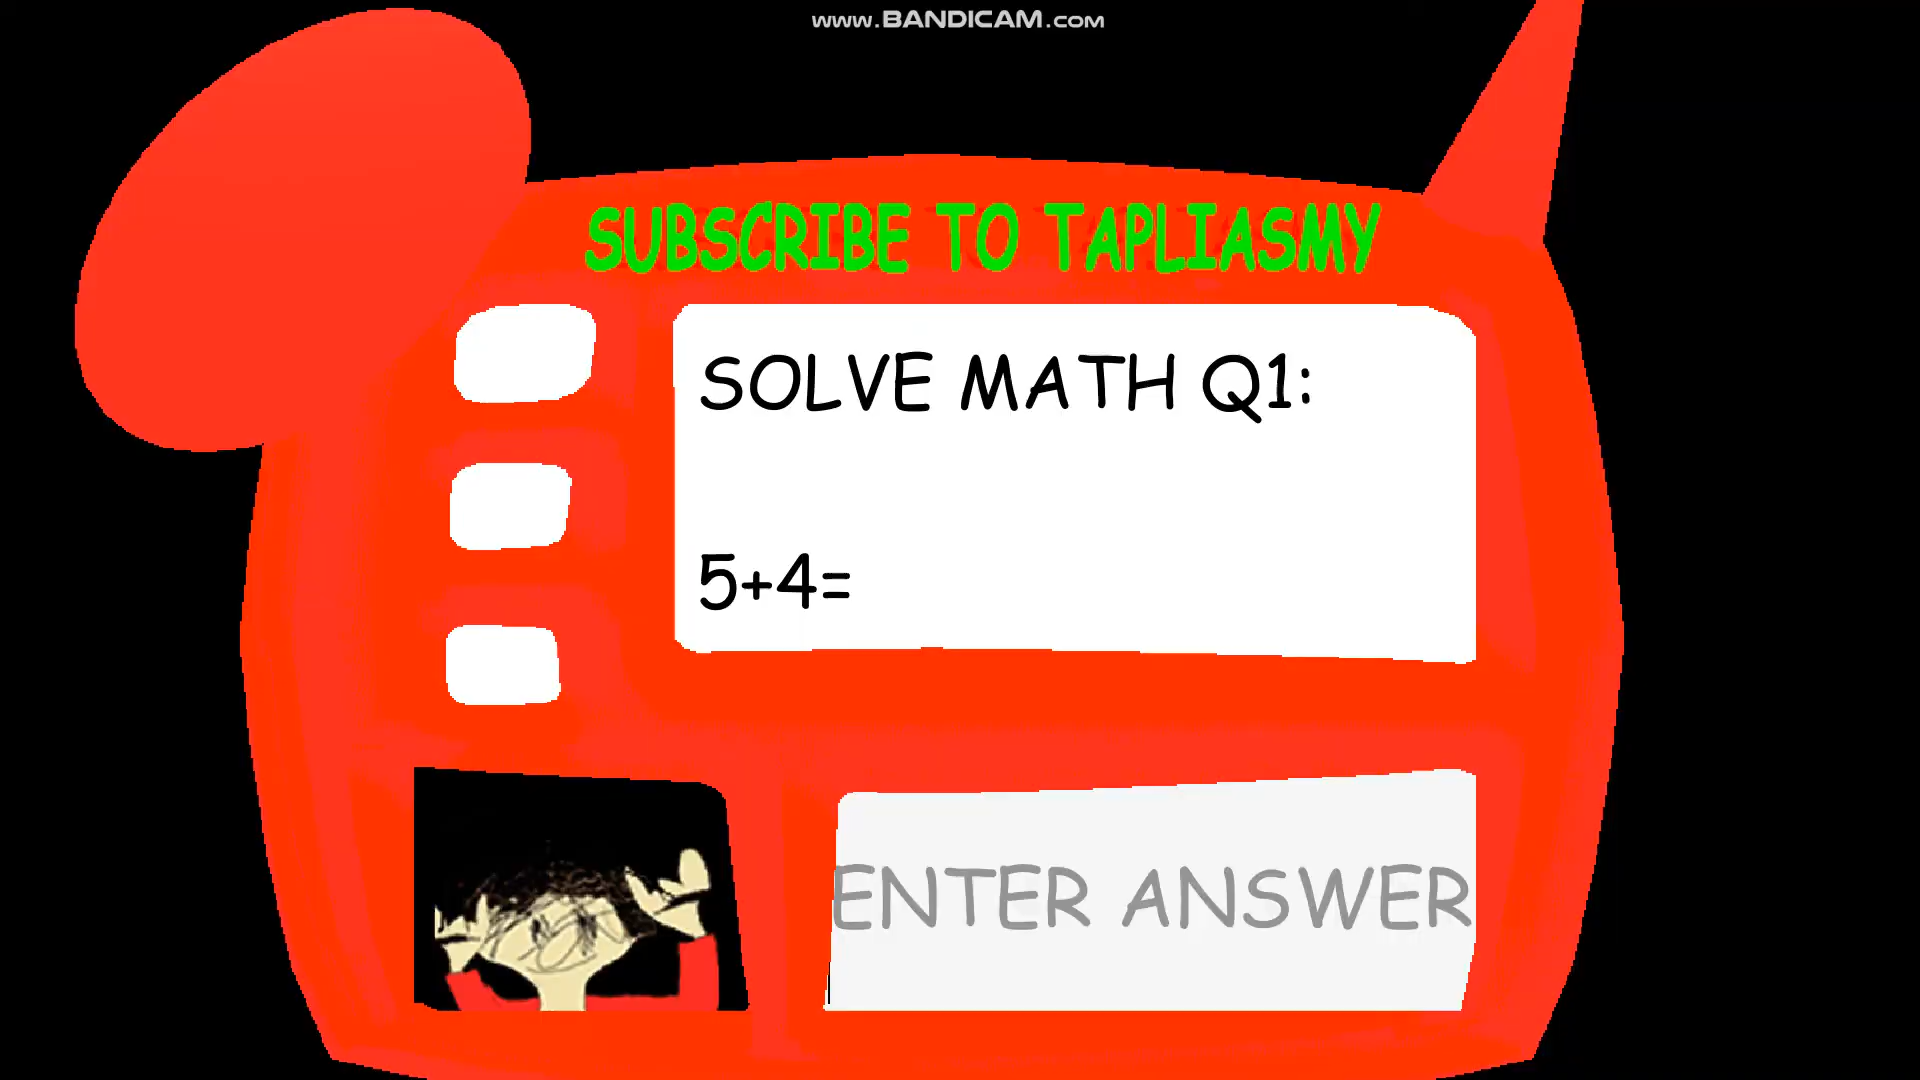 www.BANDICAM.com
SUBSCRIBE TO TAPLIASMY
SOLVE MATH Q1:
5+4=
ENTER ANSWER